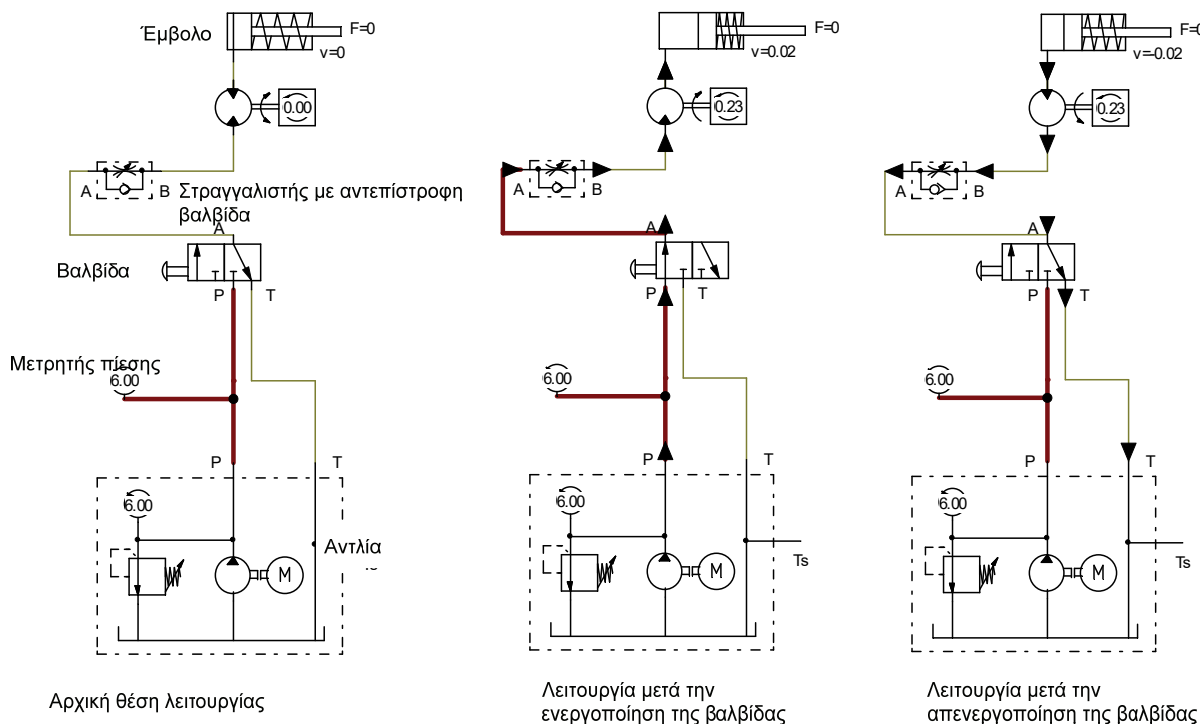 Έμβολο
F=0
v=0
0.00
A
B
Στραγγαλιστής με αντεπίστροφη
βαλβίδα
A
Βαλβίδα
P
T
Μετρητής πίεσης
6.00
P
T
6.00
Αντλία
M
Αρχική θέση λειτουργίας
F=0
v=0.02
0.23
A
B
A
P
T
6.00
P
T
6.00
Ts
M
Λειτουργία μετά την
ενεργοποίηση της βαλβίδας
F=0
v=-0.02
0.23
A
B
A
P
T
6.00
P
T
6.00
Ts
M
Λειτουργία μετά την
απενεργοποίηση της βαλβίδας